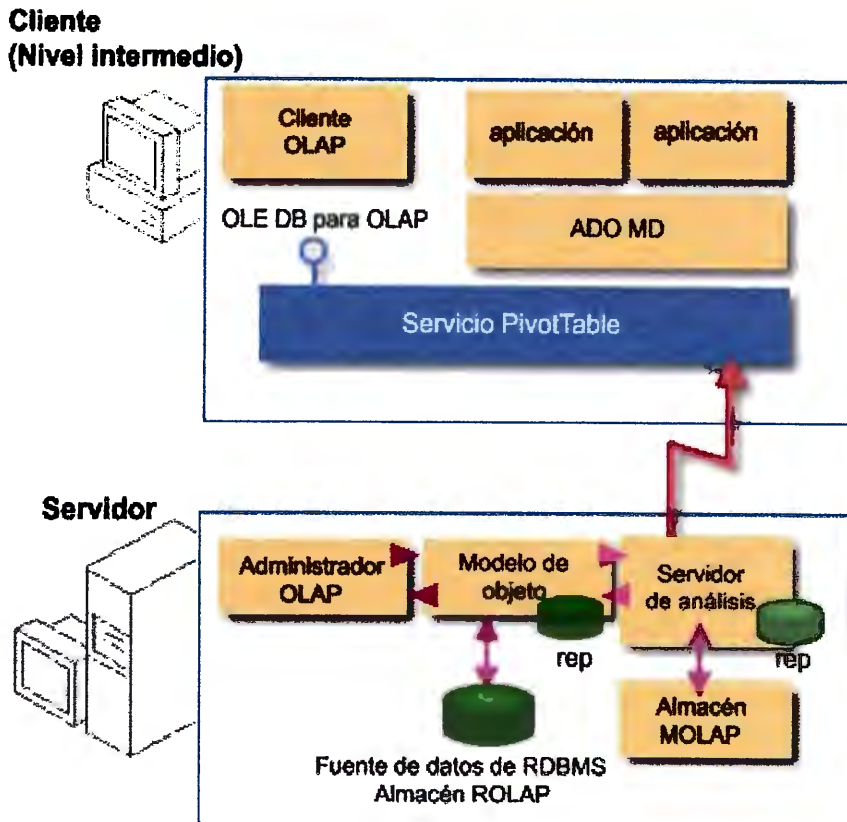 Cliente
(Nivel intermedio)
Cliente
OLAP
aplicación
aplicación
OLE DB para OLAP
ADO MD
Servicio PivotTable
Servidor
Administrador
OLAP
Modelo de
objeto
rep
Servidor
de análisis
rep
Almacén
MOLAP
Fuente de datos de RDBMS
Almacén ROLAP